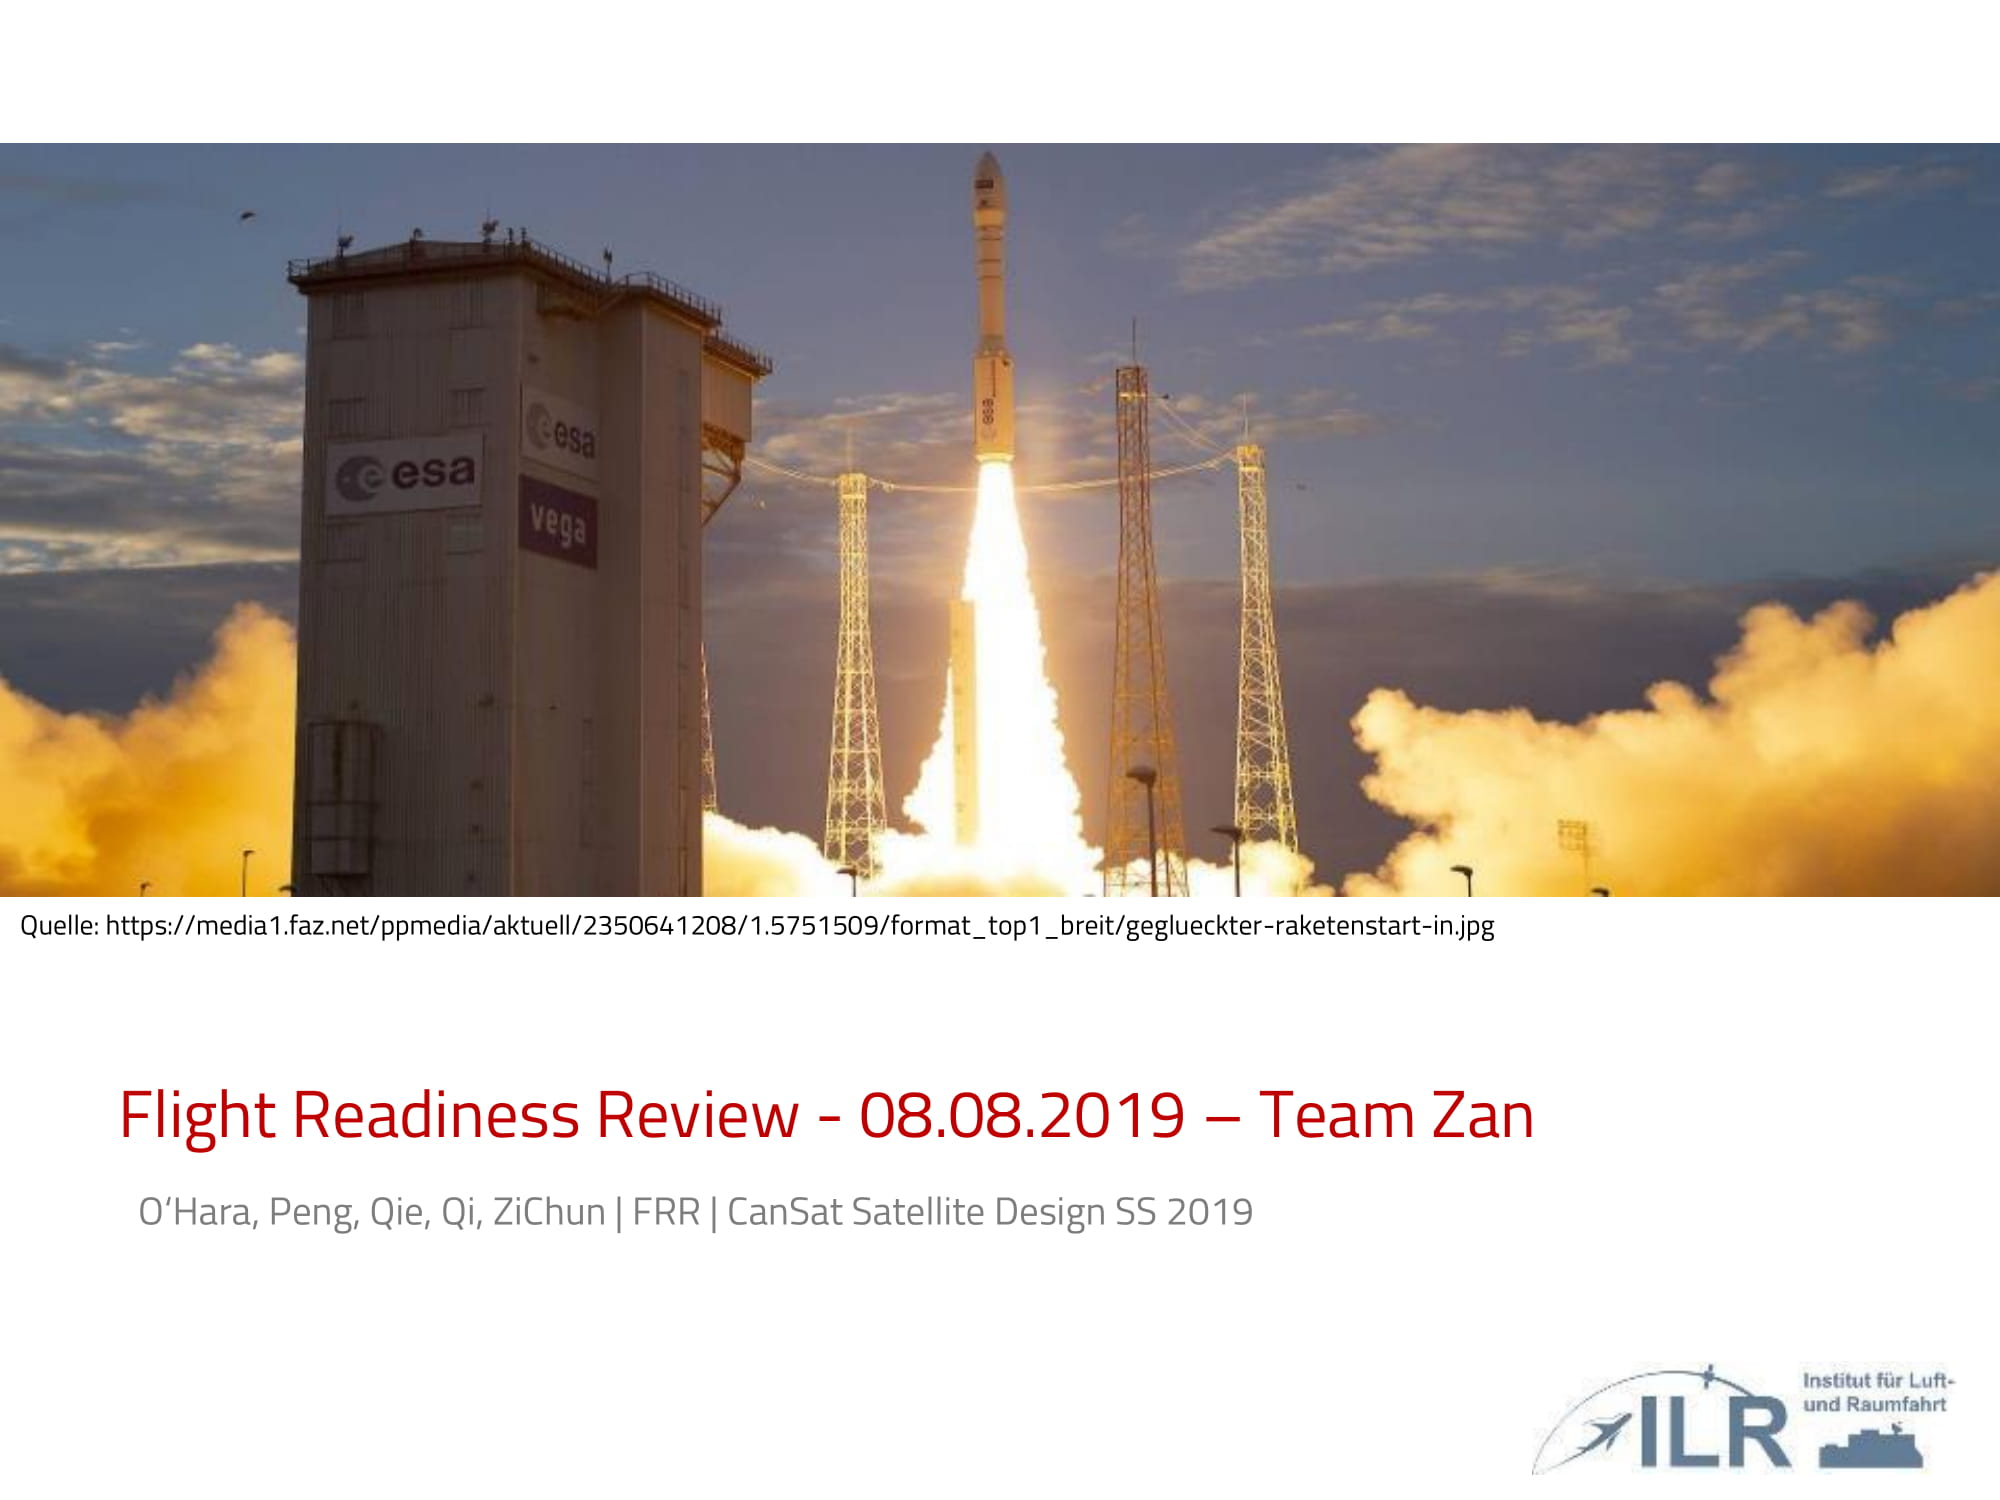 esa
esa
vega
esa
Quelle: https://media1.faz.net/ppmedia/aktuell/2350641208/1.5751509/format_top1_breit/geglueckter-raketenstart-in.jpg
Flight Readiness Review - 08.08.2019 – Team Zan
O‘Hara, Peng, Qie, Qi, ZiChun | FRR | CanSat Satellite Design SS 2019
ILR
Institut für Luft-
und Raumfahrt